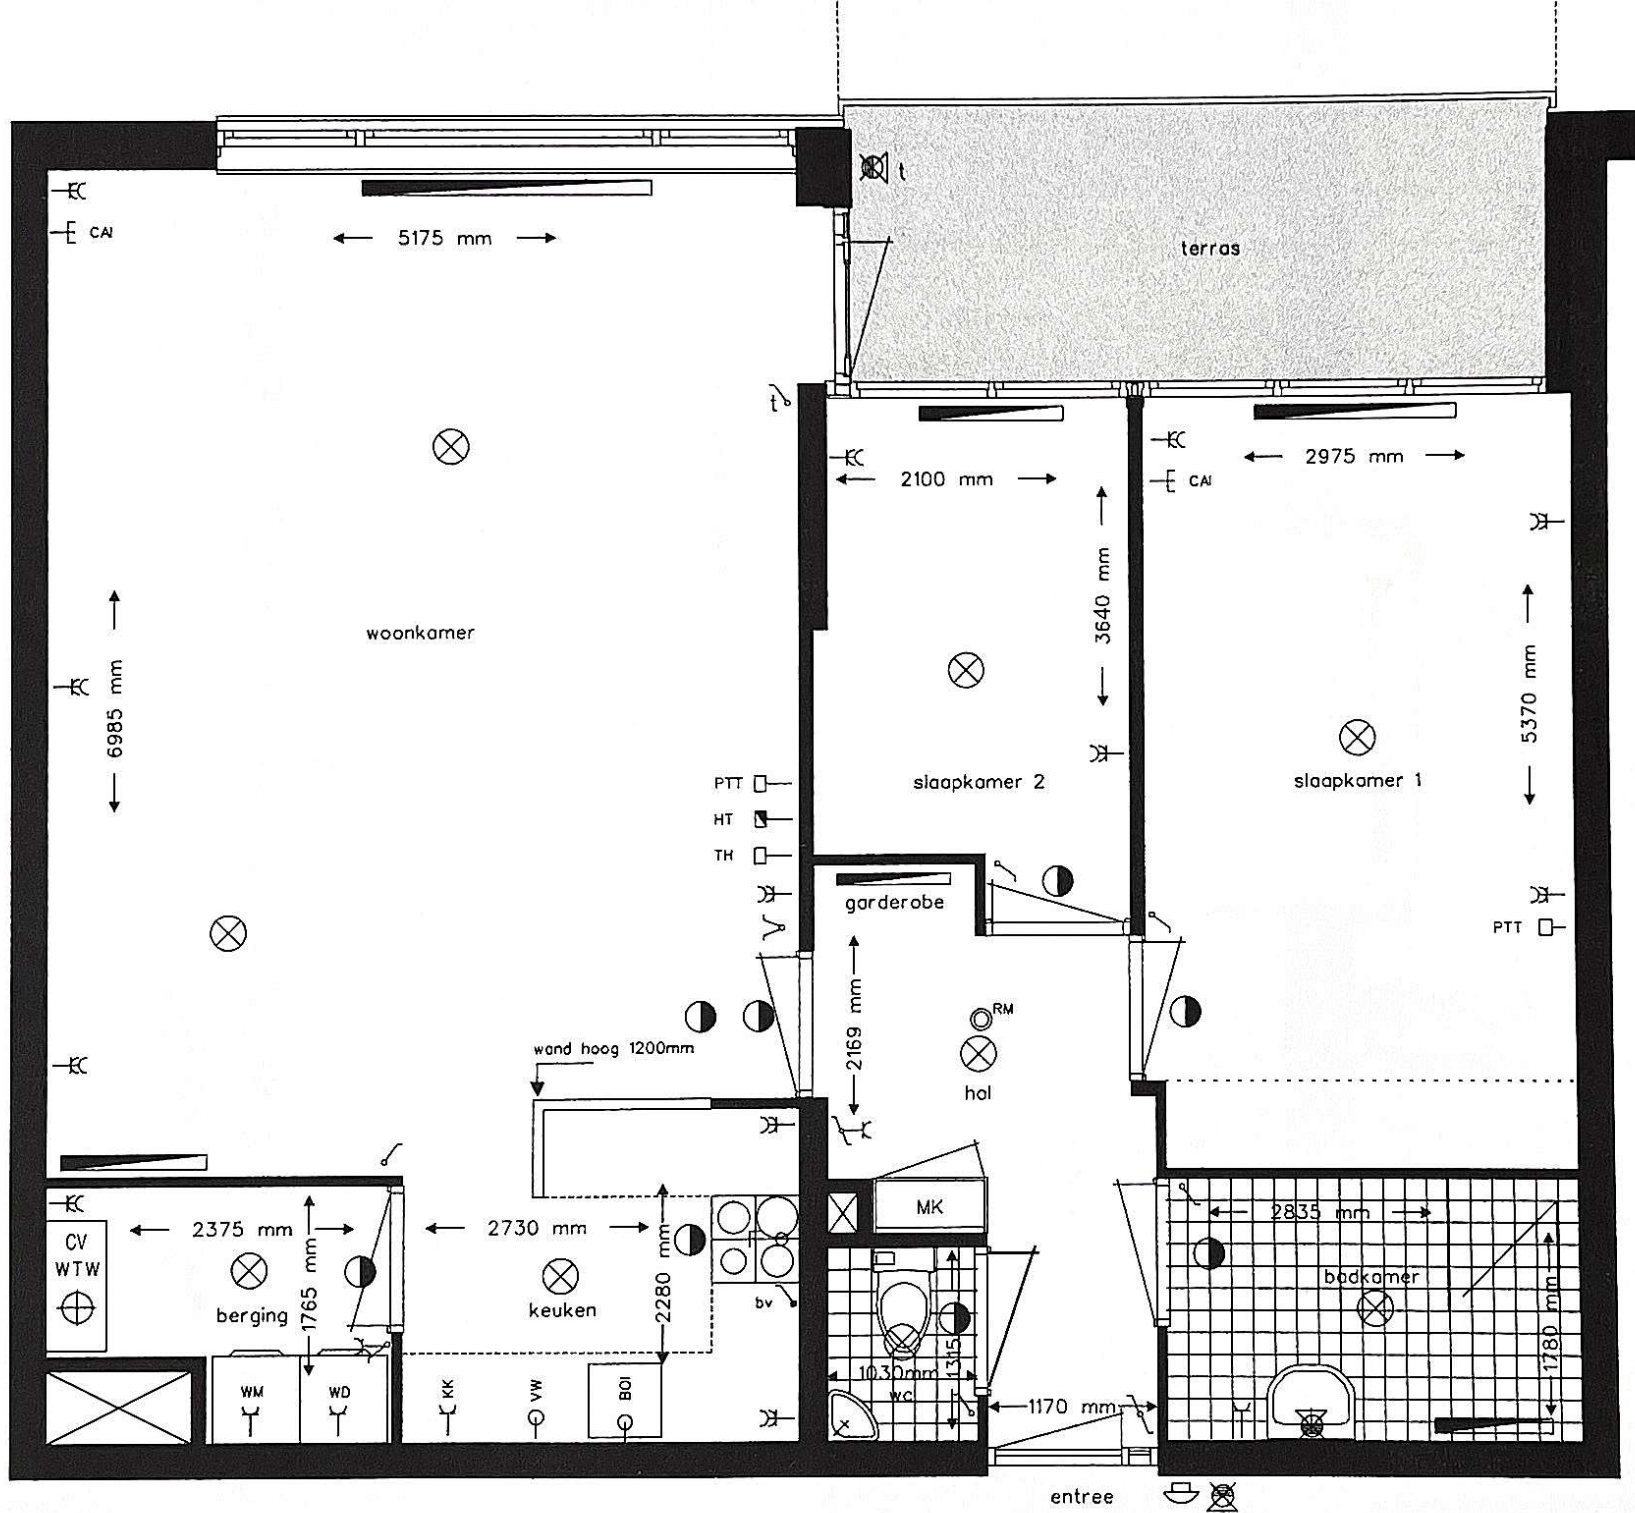 t
terras
CAI
5175 mm
t
2100 mm
2975 mm
CAI
3640 mm
woonkamer
6985 mm
5370 mm
PTT
HT
TH
slaapkamer 2
slaapkamer 1
garderobe
PTT
2169 mm
RM
wand hoog 1200mm
hal
MK
CV
WTW
2375 mm
1765 mm
berging
2730 mm
keuken
2280 mm
bv
2835 mm
badkamer
1780 mm
1030mm
1315
wc
WM
WD
KK
VW
BOI
1170 mm
entree